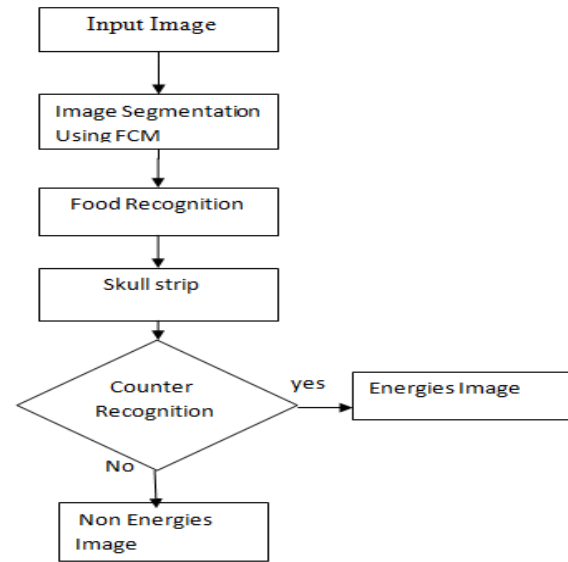 Input Image
Image Segmentation
Using FCM
Food Recognition
Skull strip
Counter
Recognition
yes
Energies Image
No
Non Energies
Image